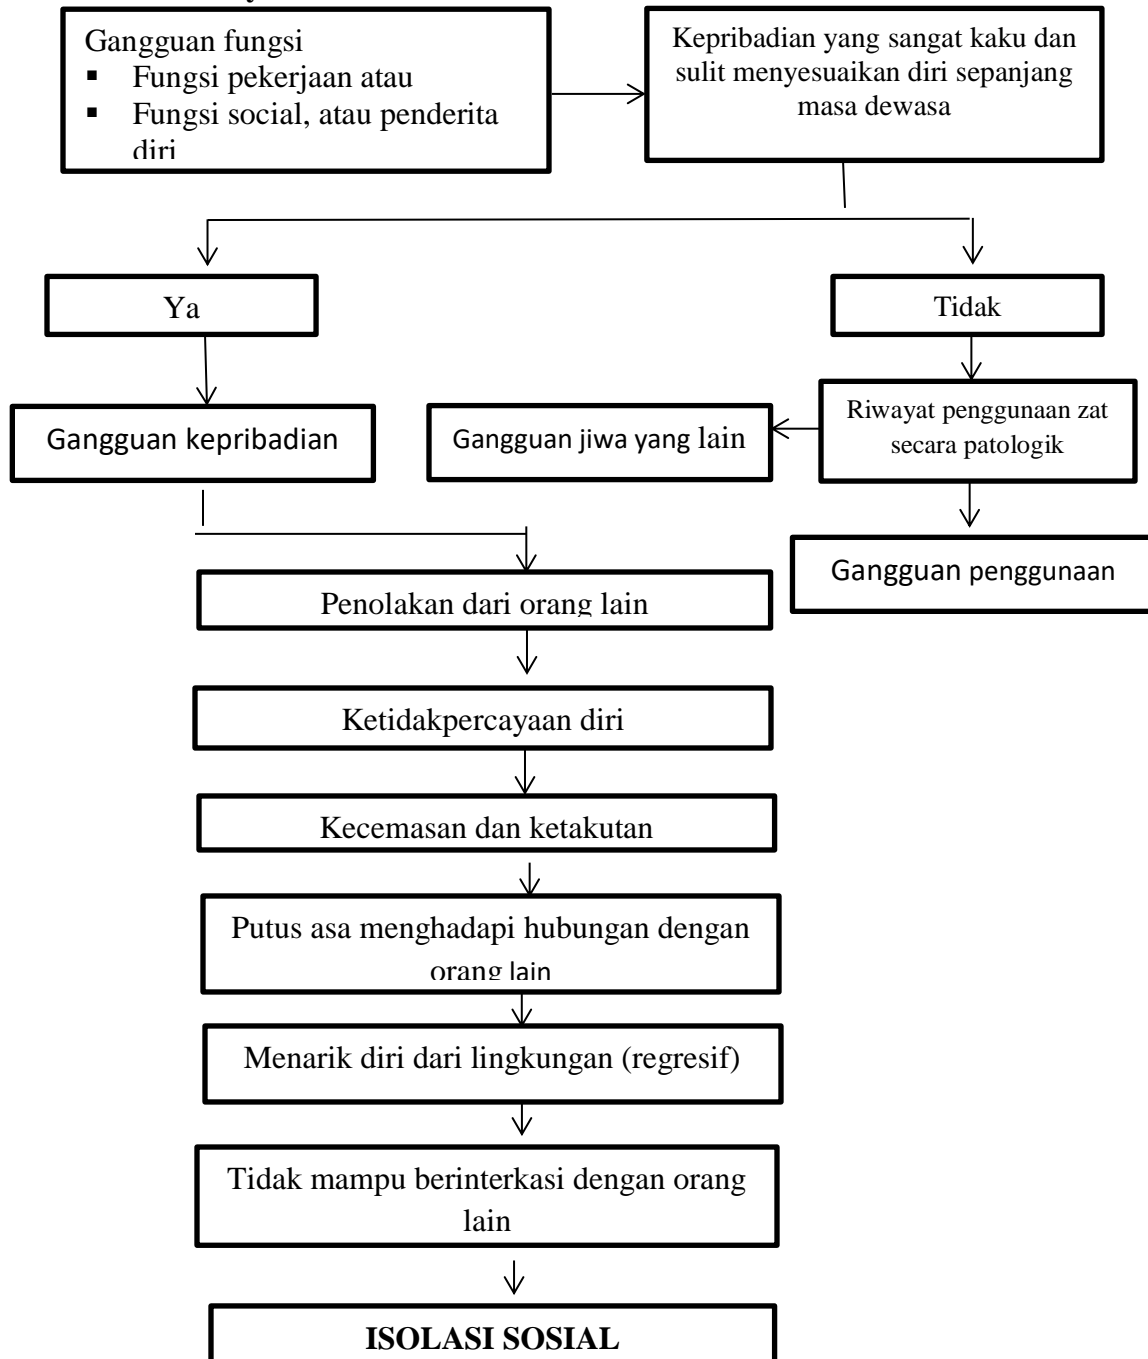 Gangguan fungsi
▪ Fungsi pekerjaan atau
▪ Fungsi social, atau penderita
diri
Kepribadian yang sangat kaku dan
sulit menyesuaikan diri sepanjang
masa dewasa
Ya
Tidak
Gangguan kepribadian
Gangguan jiwa yang lain
Riwayat penggunaan zat
secara patologik
Gangguan penggunaan
Penolakan dari orang lain
Ketidakpercayaan diri
Kecemasan dan ketakutan
Putus asa menghadapi hubungan dengan
orang lain
Menarik diri dari lingkungan (regresif)
Tidak mampu berinterkasi dengan orang
lain
ISOLASI SOSIAL